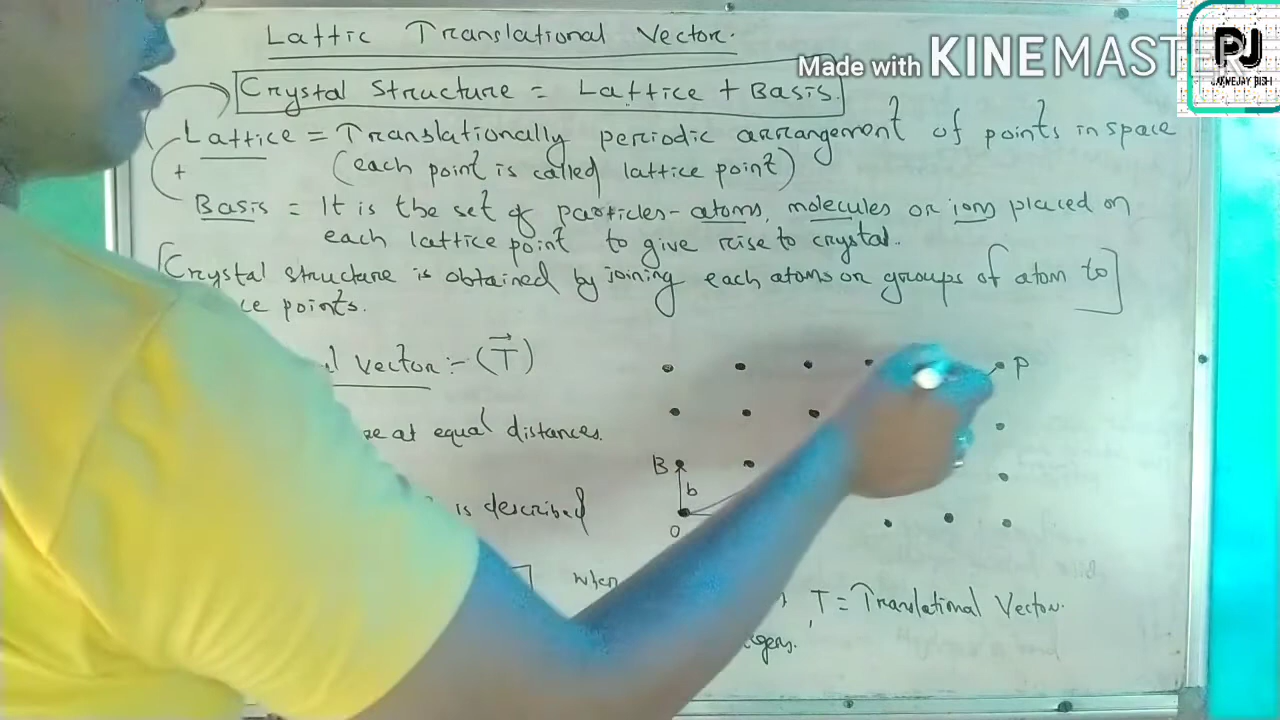 Lattic Translational Vector.
Made with KINEMASTER
PJ
Crystal Structure = Lattice + Basis.
Lattice = Translationally periodic arrangement of points in space
+ (each point is called lattice point)
Basis = It is the set of particles - atoms, molecules or ions placed on
each lattice point to give rise to crystal..
[Crystal structure is obtained by joining each atoms or groups of atom to]
ce points.
l Vector :- (T)
P
at equal distances.
B
b
is described
O
when
T = Translational Vector.